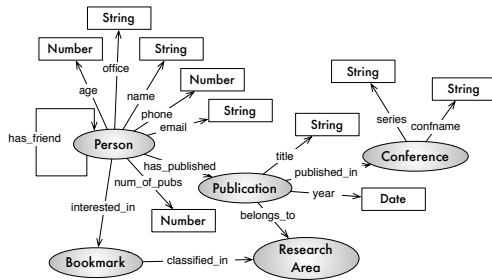 String
Number
String
office
age
name
Number
String
String
phone
email
String
series
confname
has_friend
Person
String
title
has_published
Conference
published_in
num_of_pubs
Publication
year
Date
interested_in
Number
belongs_to
Bookmark
classified_in
Research
Area